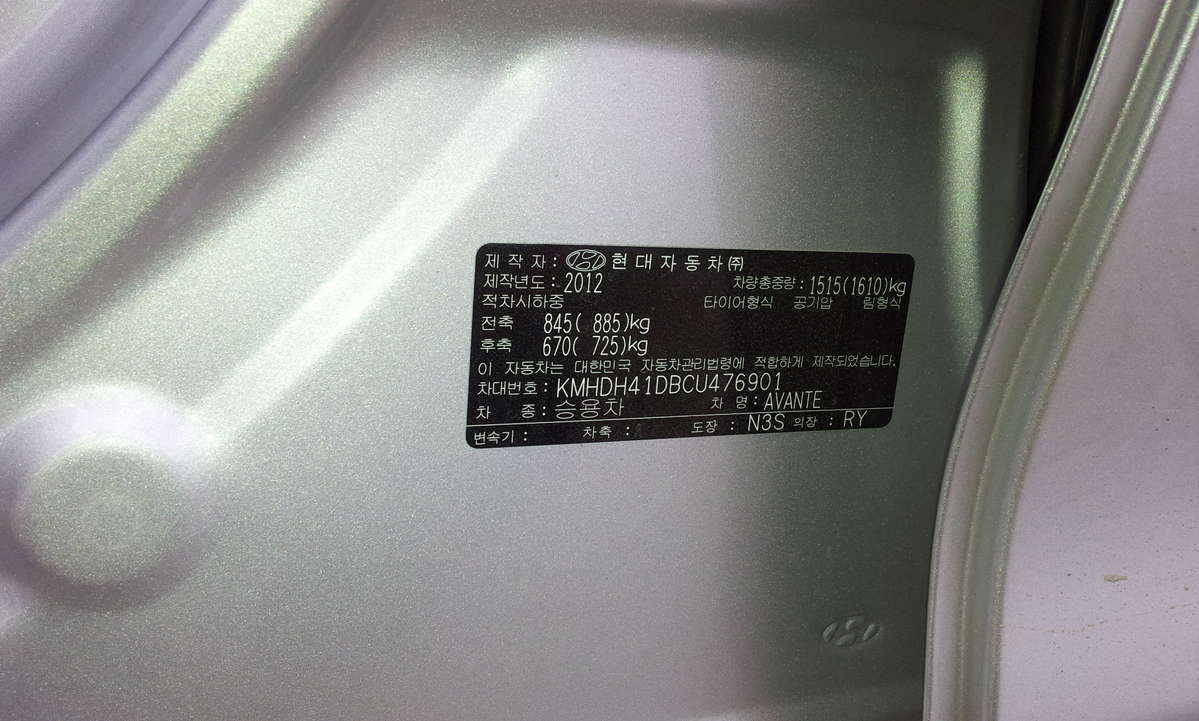 제 작 자 : 현 대 자 동 차 ㈜
제작년도 : 2012 차량총중량 : 1515(1610)kg
적차시하중 타이어형식 공기압 림형식
전축 845( 885)kg
후축 670( 725)kg
이 자동차는 대한민국 자동차관리법령에 적합하게 제작되었습니다.
차대번호 : KMHDH41DBCU476901
차 종 : 승용차 차 명 : AVANTE
변속기 : 차축 : 도장 : N3S 의장 : RY